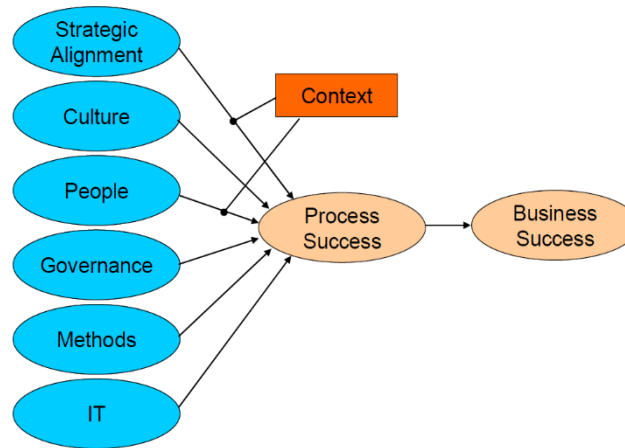 Strategic
Alignment
Context
Culture
People
Process
Success
Business
Success
Governance
Methods
IT